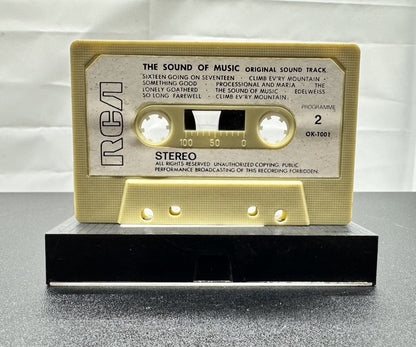 THE SOUND OF MUSIC ORIGINAL SOUND TRACK
SIXTEEN GOING ON SEVENTEEN · CLIMB EV'RY MOUNTAIN ·
SOMETHING GOOD · PROCESSIONAL AND MARIA · THE
LONELY GOATHERD · THE SOUND OF MUSIC · EDELWEISS
SO LONG, FAREWELL · CLIMB EV'RY MOUNTAIN.
PROGRAMME
2
OK-1001
RCA
100 50 0
STEREO
ALL RIGHTS RESERVED. UNAUTHORIZED COPYING. PUBLIC
PERFORMANCE BROADCASTING OF THIS RECORDING FORBIDDEN.